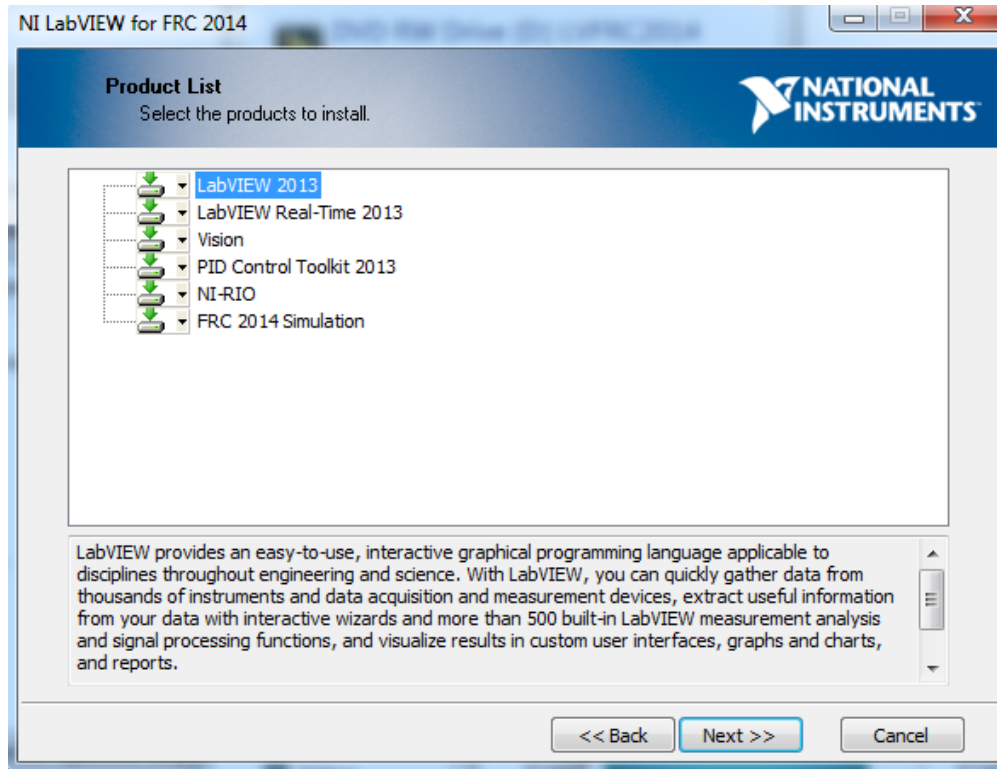 NI LabVIEW for FRC 2014
DVD RW Drive (D:) LVFRC2014
Product List
Select the products to install.
NATIONAL
INSTRUMENTS
LabVIEW 2013
LabVIEW Real-Time 2013
Vision
PID Control Toolkit 2013
NI-RIO
FRC 2014 Simulation
LabVIEW provides an easy-to-use, interactive graphical programming language applicable to
disciplines throughout engineering and science. With LabVIEW, you can quickly gather data from
thousands of instruments and data acquisition and measurement devices, extract useful information
from your data with interactive wizards and more than 500 built-in LabVIEW measurement analysis
and signal processing functions, and visualize results in custom user interfaces, graphs and charts,
and reports.
<< Back
Next >>
Cancel